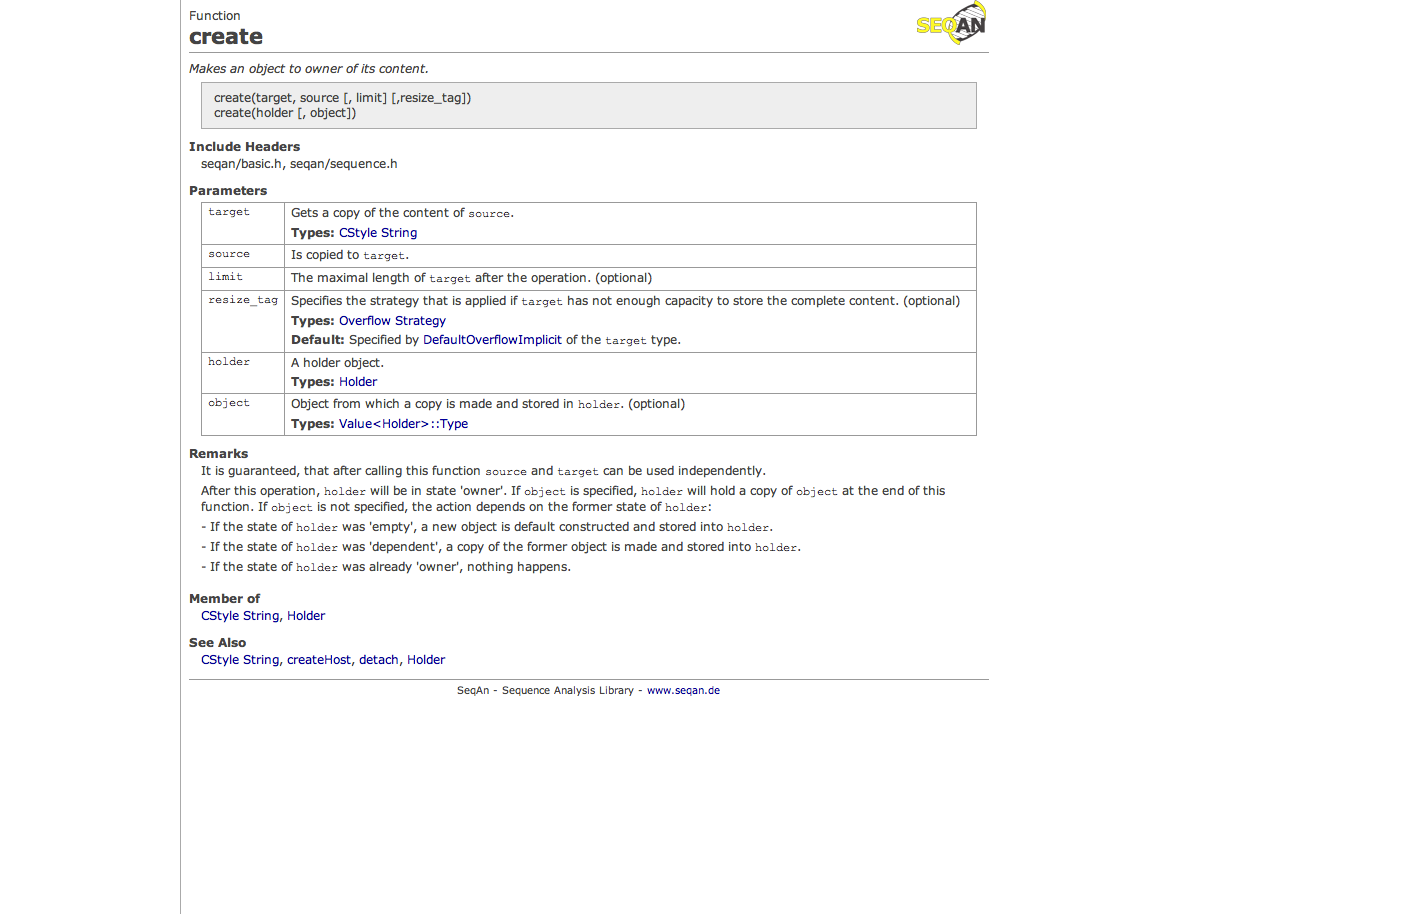 Function
create
SEQAN
Makes an object to owner of its content.
create(target, source [, limit] [,resize_tag])
create(holder [, object])
Include Headers
seqan/basic.h, seqan/sequence.h
Parameters
target
Gets a copy of the content of source.
Types: CStyle String
source
Is copied to target.
limit
The maximal length of target after the operation. (optional)
resize_tag
Specifies the strategy that is applied if target has not enough capacity to store the complete content. (optional)
Types: Overflow Strategy
Default: Specified by DefaultOverflowImplicit of the target type.
holder
A holder object.
Types: Holder
object
Object from which a copy is made and stored in holder. (optional)
Types: Value<Holder>::Type
Remarks
It is guaranteed, that after calling this function source and target can be used independently.
After this operation, holder will be in state 'owner'. If object is specified, holder will hold a copy of object at the end of this
function. If object is not specified, the action depends on the former state of holder:
- If the state of holder was 'empty', a new object is default constructed and stored into holder.
- If the state of holder was 'dependent', a copy of the former object is made and stored into holder.
- If the state of holder was already 'owner', nothing happens.
Member of
CStyle String, Holder
See Also
CStyle String, createHost, detach, Holder
SeqAn - Sequence Analysis Library - www.seqan.de